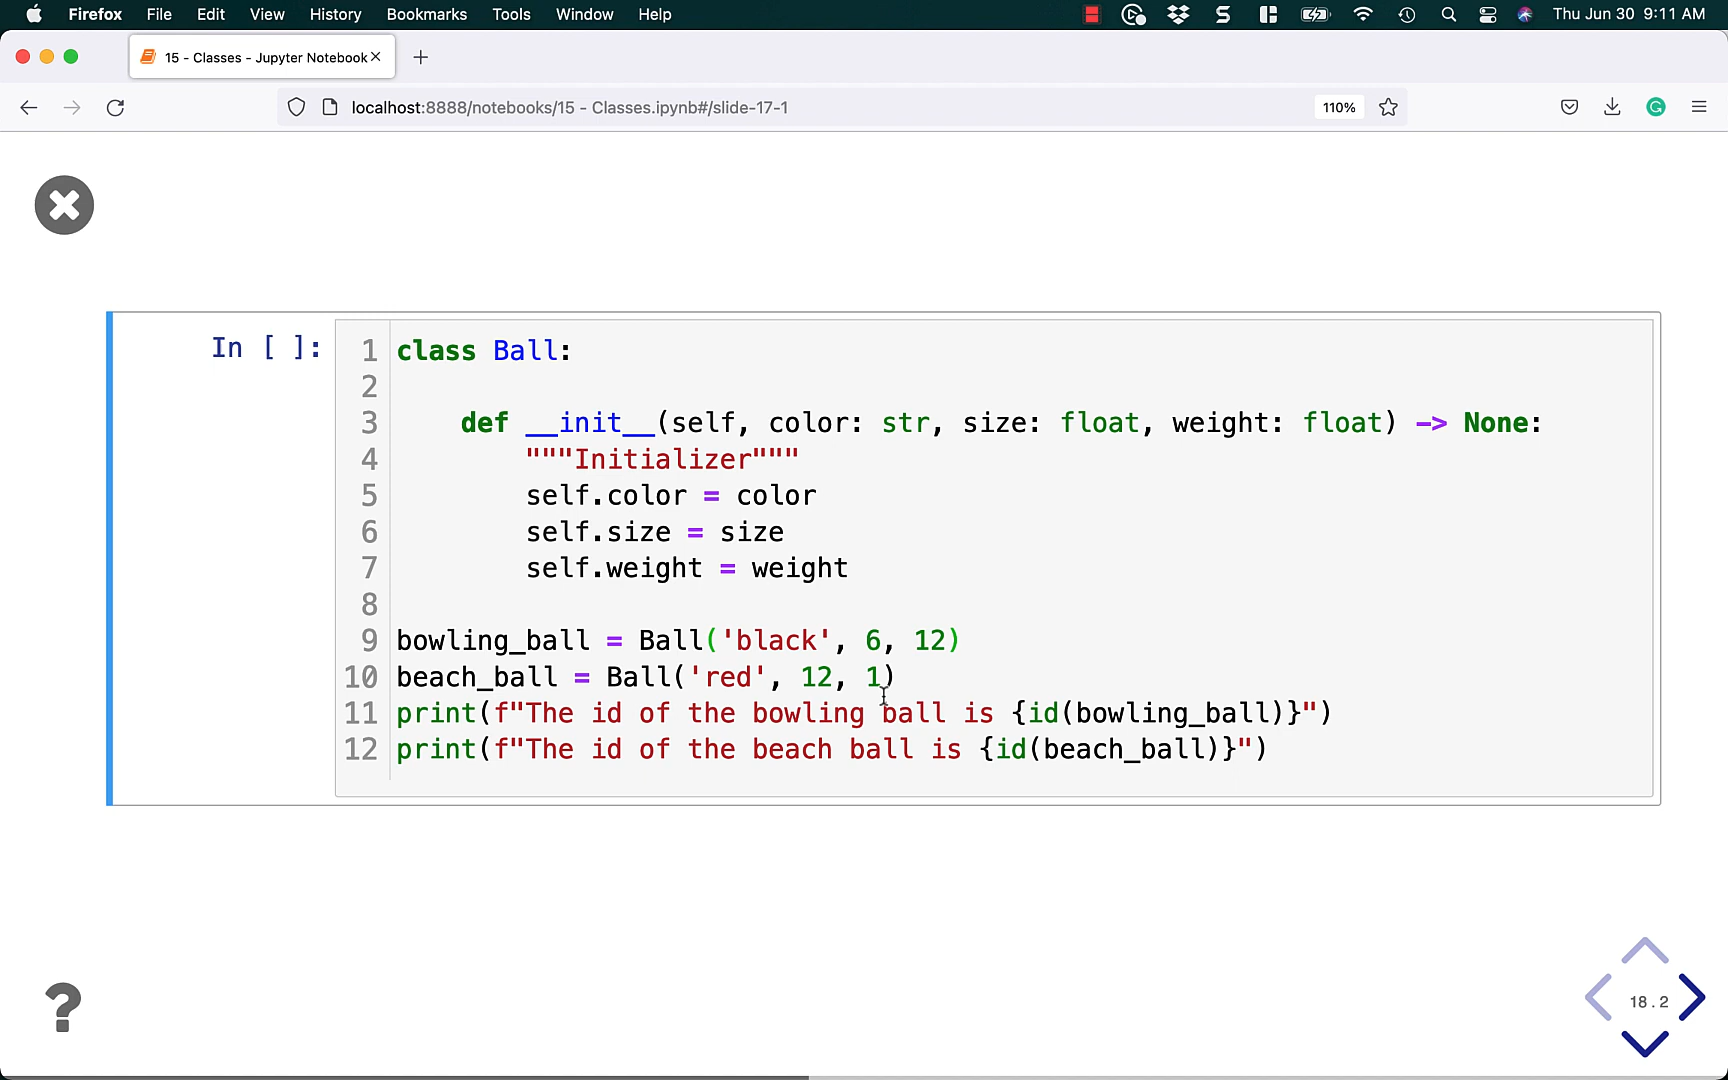 Firefox File Edit View History Bookmarks Tools Window Help Thu Jun 30 9:11 AM
15 - Classes - Jupyter Notebook
localhost:8888/notebooks/15 - Classes.ipynb#/slide-17-1 110%
In [ ]:
1 class Ball:
2
3     def __init__(self, color: str, size: float, weight: float) -> None:
4         """Initializer"""
5         self.color = color
6         self.size = size
7         self.weight = weight
8
9 bowling_ball = Ball('black', 6, 12)
10 beach_ball = Ball('red', 12, 1)
11 print(f"The id of the bowling ball is {id(bowling_ball)}")
12 print(f"The id of the beach ball is {id(beach_ball)}")
?
18.2